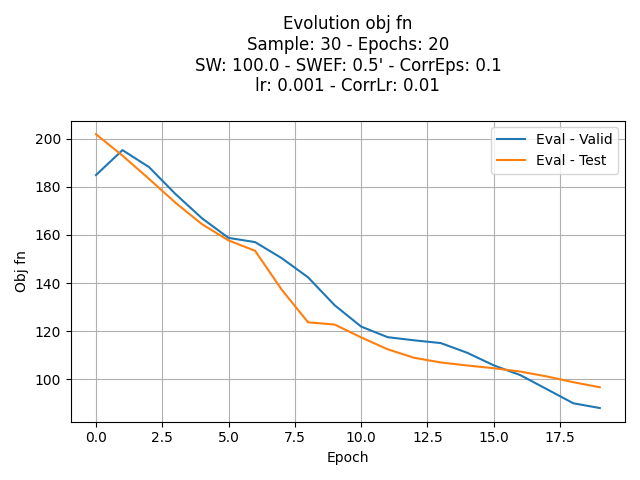 Evolution obj fn
Sample: 30 - Epochs: 20
SW: 100.0 - SWEF: 0.5' - CorrEps: 0.1
lr: 0.001 - CorrLr: 0.01
Eval - Valid
Eval - Test
Obj fn
200
180
160
140
120
100
0.0 2.5 5.0 7.5 10.0 12.5 15.0 17.5
Epoch